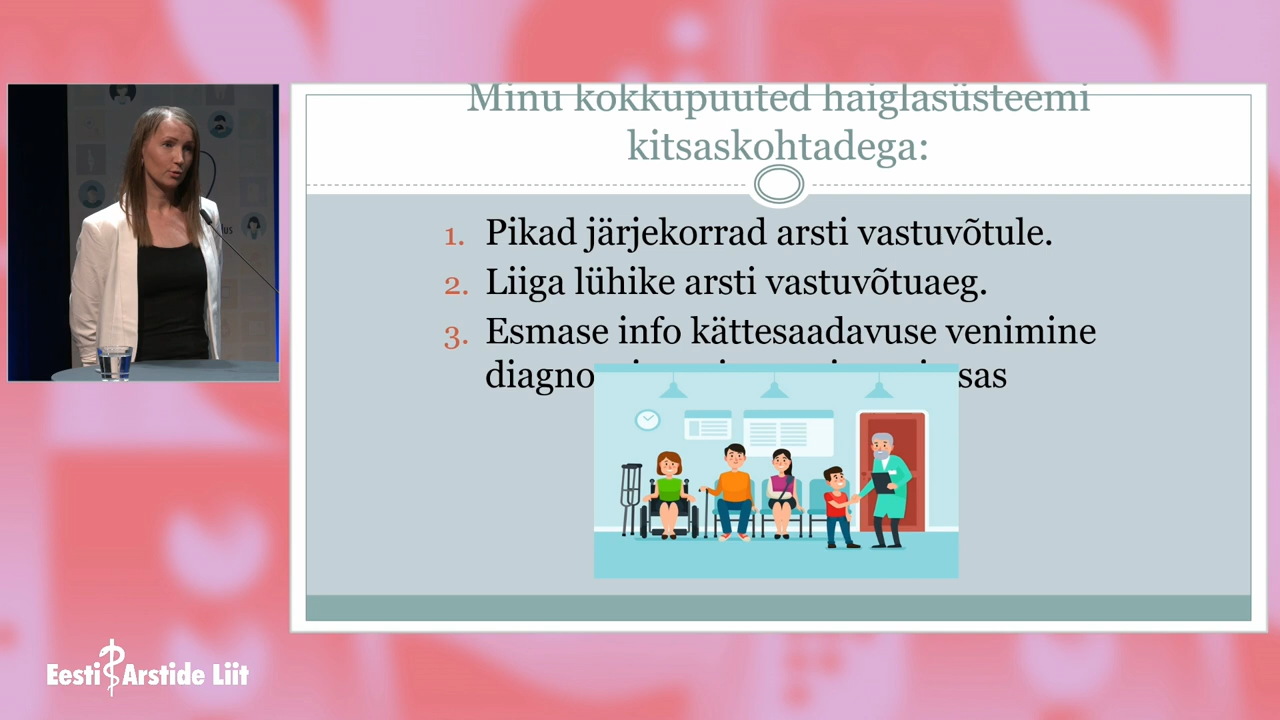 Minu kokkupuuted haiglasüsteemi
kitsaskohtadega:
1. Pikad järjekorrad arsti vastuvõtule.
2. Liiga lühike arsti vastuvõtuaeg.
3. Esmase info kättesaadavuse venimine
Eesti Arstide Liit